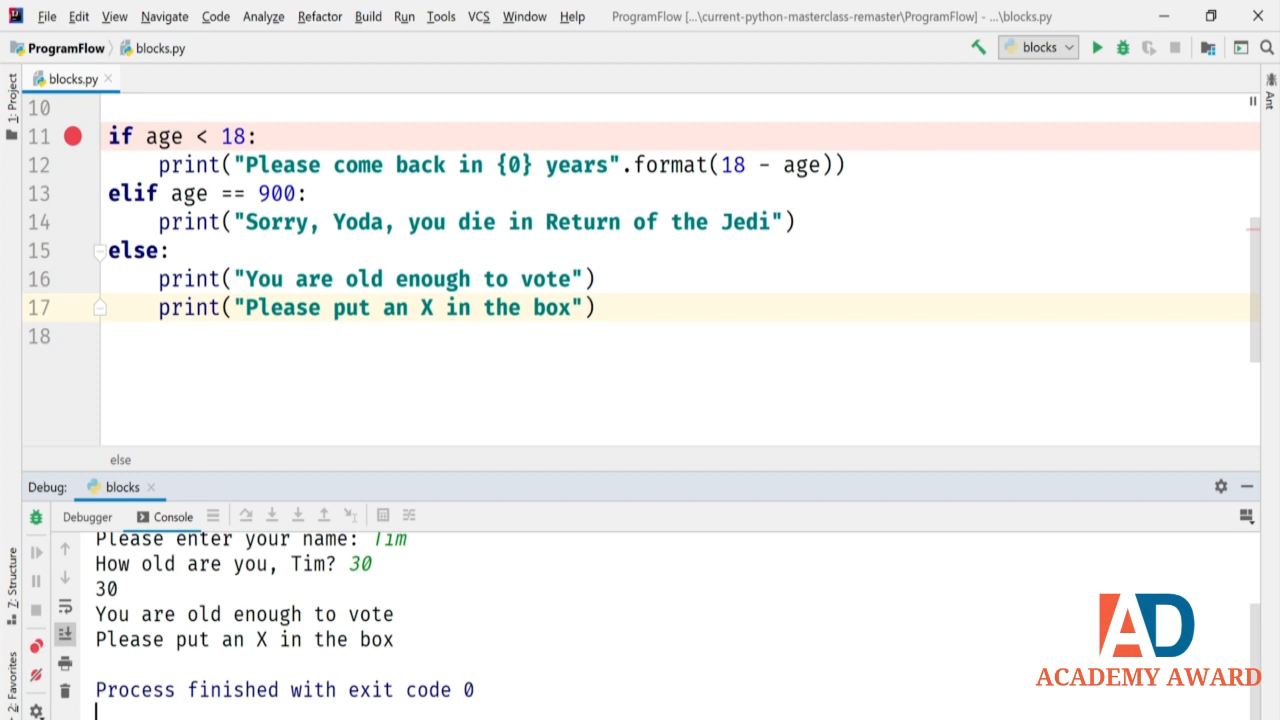 File Edit View Navigate Code Analyze Refactor Build Run Tools VCS Window Help ProgramFlow [...\current-python-masterclass-remaster\ProgramFlow] - ...\blocks.py
ProgramFlow blocks.py blocks
1: Project
blocks.py
Ant
10
11 if age < 18:
12 print("Please come back in {0} years".format(18 - age))
13 elif age == 900:
14 print("Sorry, Yoda, you die in Return of the Jedi")
15 else:
16 print("You are old enough to vote")
17 print("Please put an X in the box")
18
else
Debug: blocks
Debugger Console
Please enter your name: Tim
How old are you, Tim? 30
30
You are old enough to vote
Please put an X in the box
Process finished with exit code 0
Z: Structure
2: Favorites
AD
ACADEMY AWARD